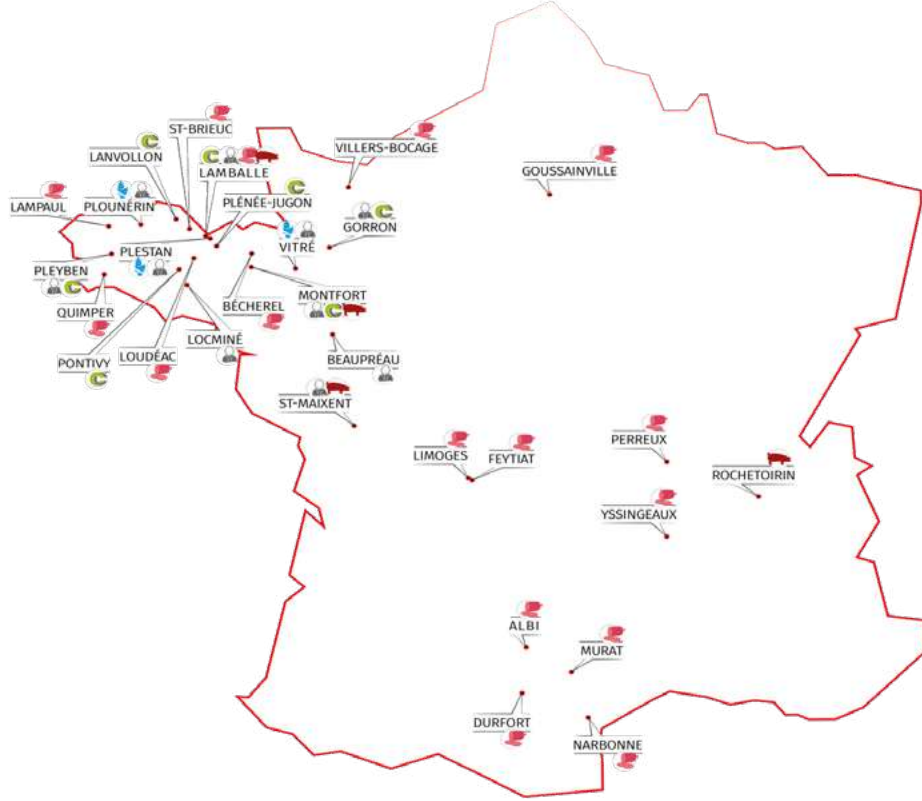 ST-BRIEUC
LANVOLLON
VILLERS-BOCAGE
LAMBALLE
GOUSSAINVILLE
LAMPAUL
PLOUNÉRIN
PLÉNÉE-JUGON
GORRON
VITRÉ
PLESTAN
PLEYBEN
BÉCHEREL
MONTFORT
QUIMPER
LOCMINÉ
PONTIVY
LOUDÉAC
BEAUPRÉAU
ST-MAIXENT
LIMOGES
FEYTIAT
PERREUX
ROCHETOIRIN
YSSINGEAUX
ALBI
MURAT
DURFORT
NARBONNE